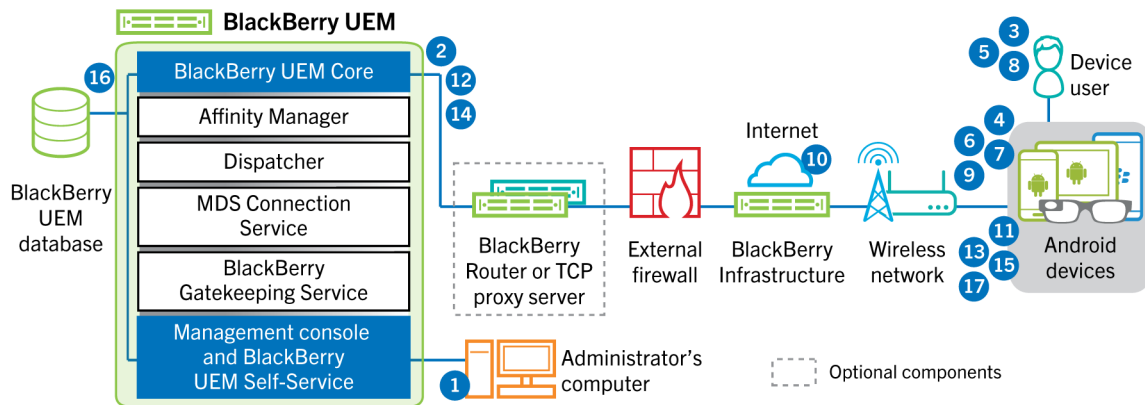 BlackBerry UEM
16
BlackBerry UEM Core
Affinity Manager
Dispatcher
MDS Connection
Service
BlackBerry
Gatekeeping Service
Management console
and BlackBerry
UEM Self-Service
BlackBerry
UEM
database
2
12
14
1
Administrator's
computer
BlackBerry
Router or TCP
proxy server
External
firewall
Internet
10
BlackBerry
Infrastructure
Wireless
network
3
5
8
Device
user
4
6
7
9
11
13
15
17
Android
devices
Optional components